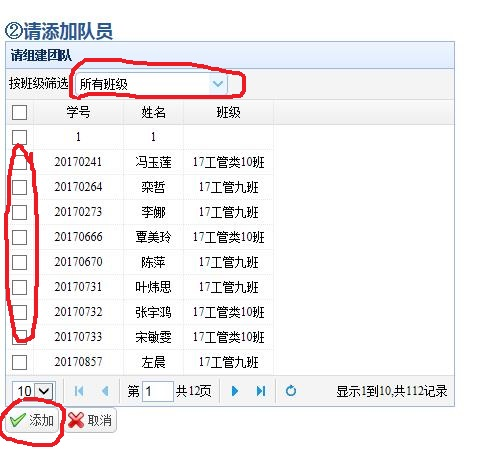 ②请添加队员
请组建团队
按班级筛选 所有班级
学号 姓名 班级
1 1
20170241 冯玉莲 17工管类10班
20170264 栾哲 17工管九班
20170273 李娜 17工管九班
20170666 覃美玲 17工管类10班
20170670 陈萍 17工管九班
20170731 叶炜思 17工管九班
20170732 张宇鸿 17工管类10班
20170733 宋敏雯 17工管类10班
20170857 左晨 17工管九班
10 第 1 共12页 显示1到10,共112记录
添加 取消